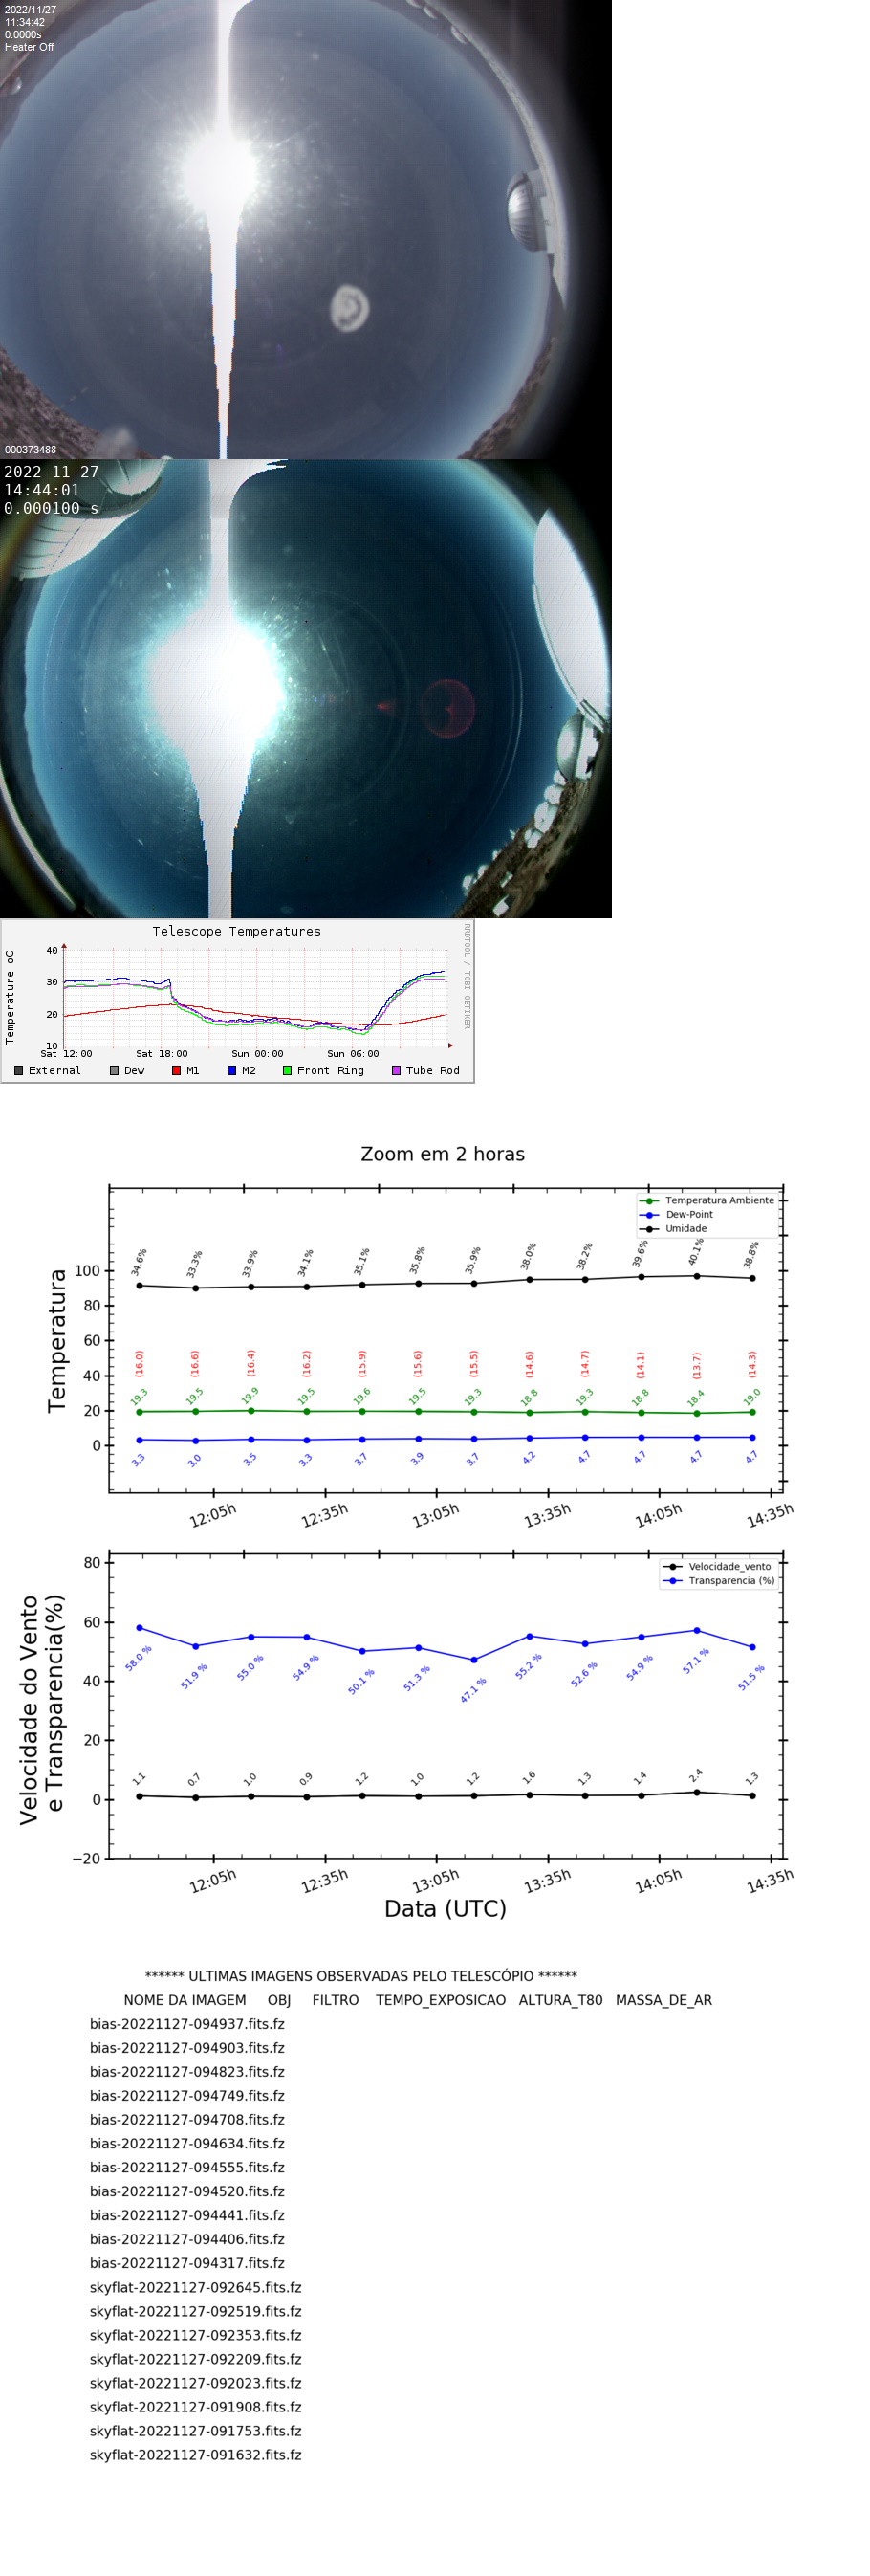 2022/11/27
11:34:42
0.0000s
Heater Off
000373488
2022-11-27
14:44:01
0.000100 s
Telescope Temperatures
RRDTOOL / TOBI OETIKER
Temperature oC
40
30
20
10
Sat 12:00 Sat 18:00 Sun 00:00 Sun 06:00
External Dew M1 M2 Front Ring Tube Rod
Zoom em 2 horas
Temperatura Ambiente
Dew-Point
Umidade
Temperatura
100
80
60
40
20
0
34.6% 33.3% 33.9% 34.1% 35.1% 35.8% 35.9% 38.0% 38.2% 39.6% 40.1% 38.8%
(16.0) (16.6) (16.4) (16.2) (15.9) (15.6) (15.5) (14.6) (14.7) (14.1) (13.7) (14.3)
19.3 19.5 19.9 19.5 19.6 19.5 19.3 18.8 19.3 18.8 18.4 19.0
3.3 3.0 3.5 3.3 3.7 3.9 3.7 4.2 4.7 4.7 4.7 4.7
12:05h 12:35h 13:05h 13:35h 14:05h 14:35h
Velocidade_vento
Transparencia (%)
Velocidade do Vento
e Transparencia(%)
80
60
40
20
0
−20
58.0 % 51.9 % 55.0 % 54.9 % 50.1 % 51.3 % 47.1 % 55.2 % 52.6 % 54.9 % 57.1 % 51.5 %
1.1 0.7 1.0 0.9 1.2 1.0 1.2 1.6 1.3 1.4 2.4 1.3
12:05h 12:35h 13:05h 13:35h 14:05h 14:35h
Data (UTC)
****** ULTIMAS IMAGENS OBSERVADAS PELO TELESCÓPIO ******
NOME DA IMAGEM OBJ FILTRO TEMPO_EXPOSICAO ALTURA_T80 MASSA_DE_AR
bias-20221127-094937.fits.fz
bias-20221127-094903.fits.fz
bias-20221127-094823.fits.fz
bias-20221127-094749.fits.fz
bias-20221127-094708.fits.fz
bias-20221127-094634.fits.fz
bias-20221127-094555.fits.fz
bias-20221127-094520.fits.fz
bias-20221127-094441.fits.fz
bias-20221127-094406.fits.fz
bias-20221127-094317.fits.fz
skyflat-20221127-092645.fits.fz
skyflat-20221127-092519.fits.fz
skyflat-20221127-092353.fits.fz
skyflat-20221127-092209.fits.fz
skyflat-20221127-092023.fits.fz
skyflat-20221127-091908.fits.fz
skyflat-20221127-091753.fits.fz
skyflat-20221127-091632.fits.fz